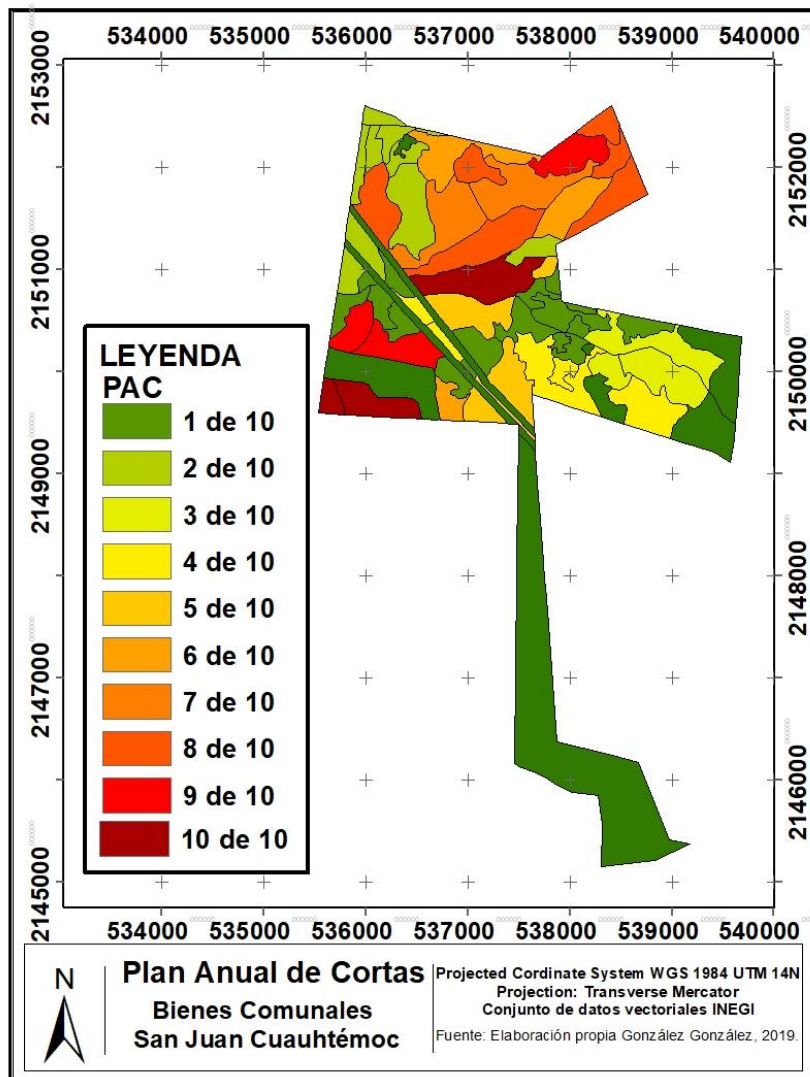 534000 535000 536000 537000 538000 539000 540000
2153000
2152000
2151000
2150000
2149000
2148000
2147000
2146000
2145000
LEYENDA
PAC
1 de 10
2 de 10
3 de 10
4 de 10
5 de 10
6 de 10
7 de 10
8 de 10
9 de 10
10 de 10
534000 535000 536000 537000 538000 539000 540000
N
Plan Anual de Cortas
Bienes Comunales
San Juan Cuauhtémoc
Projected Cordinate System WGS 1984 UTM 14N
Projection: Transverse Mercator
Conjunto de datos vectoriales INEGI
Fuente: Elaboración propia González González, 2019.